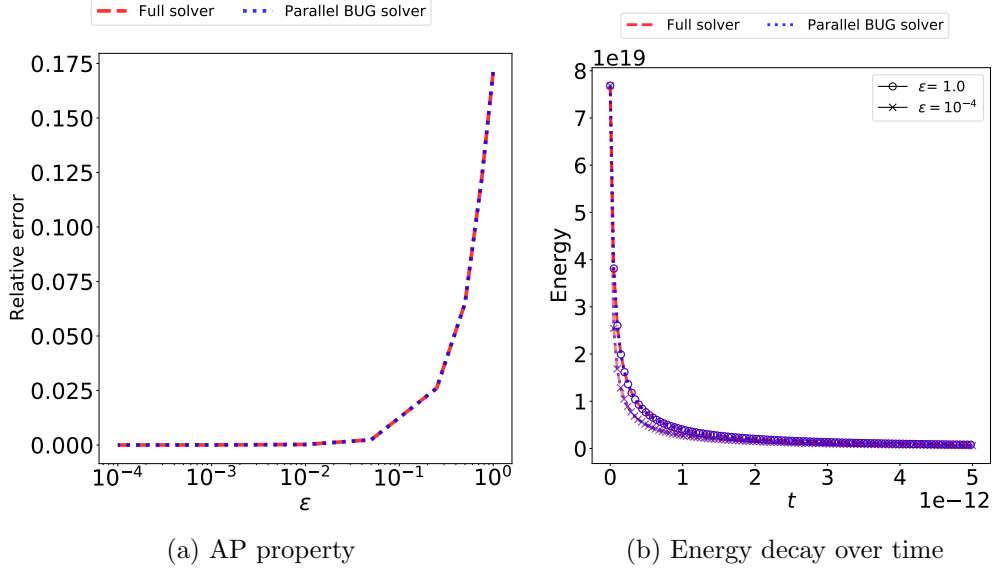 Full solver Parallel BUG solver
0.175
0.150
0.125
0.100
0.075
0.050
0.025
0.000
Relative error
10⁻⁴ 10⁻³ 10⁻² 10⁻¹ 10⁰
ε
(a) AP property
Full solver Parallel BUG solver
1e19
ε= 1.0
ε= 10⁻⁴
8
7
6
5
4
3
2
1
0
Energy
0 1 2 3 4 5
1e−12
t
(b) Energy decay over time